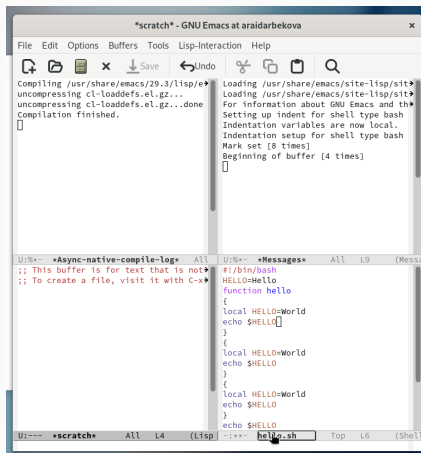 *scratch* - GNU Emacs at araidarbekova
File Edit Options Buffers Tools Lisp-Interaction Help
Save Undo
Compiling /usr/share/emacs/29.3/lisp/e
uncompressing cl-loaddefs.el.gz...
uncompressing cl-loaddefs.el.gz...done
Compilation finished.
U:%*- *Async-native-compile-log* All
Loading /usr/share/emacs/site-lisp/sit
Loading /usr/share/emacs/site-lisp/sit
For information about GNU Emacs and th
Setting up indent for shell type bash
Indentation variables are now local.
Indentation setup for shell type bash
Mark set [8 times]
Beginning of buffer [4 times]
U:%*- *Messages* All L9 (Mess
;; This buffer is for text that is not
;; To create a file, visit it with C-x
U:--- *scratch* All L4 (Lisp
#!/bin/bash
HELLO=Hello
function hello
{
local HELLO=World
echo $HELLO
}
{
local HELLO=World
echo $HELLO
}
{
local HELLO=World
echo $HELLO
}
echo $HELLO
-:**- hello.sh Top L6 (Shell